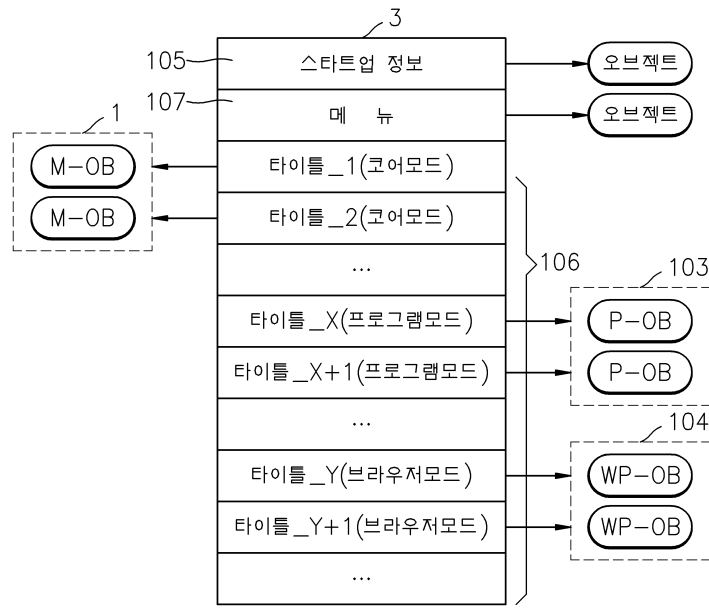 3
105
스타트업 정보
오브젝트
107
메 뉴
오브젝트
1
M-OB
타이틀_1(코어모드)
M-OB
타이틀_2(코어모드)
...
106
103
타이틀_X(프로그램모드)
P-OB
타이틀_X+1(프로그램모드)
P-OB
...
104
타이틀_Y(브라우저모드)
WP-OB
타이틀_Y+1(브라우저모드)
WP-OB
...